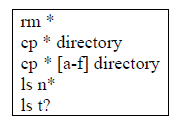 rm *
cp * directory
cp * [a-f] directory
ls n*
ls t?